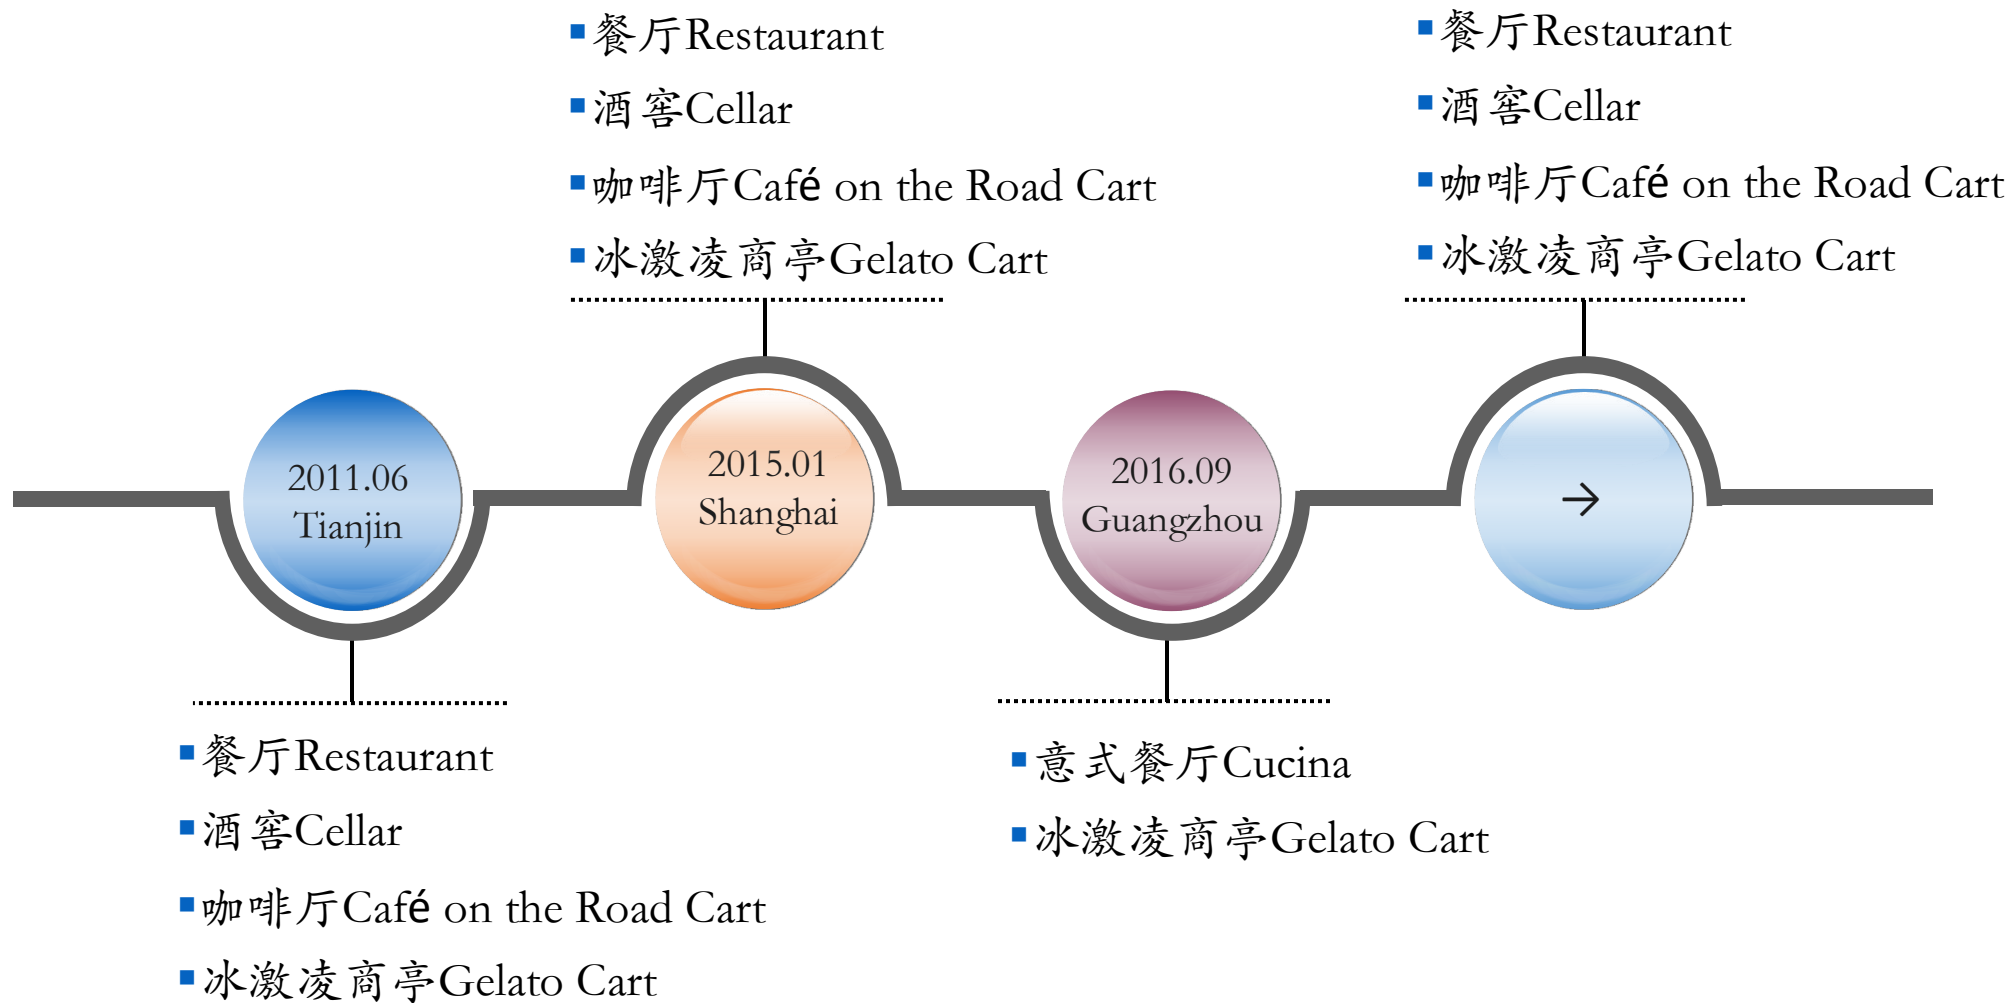 餐厅Restaurant
酒窖Cellar
咖啡厅Café on the Road Cart
冰激凌商亭Gelato Cart
餐厅Restaurant
酒窖Cellar
咖啡厅Café on the Road Cart
冰激凌商亭Gelato Cart
2011.06
Tianjin
2015.01
Shanghai
2016.09
Guangzhou
→
餐厅Restaurant
酒窖Cellar
咖啡厅Café on the Road Cart
冰激凌商亭Gelato Cart
意式餐厅Cucina
冰激凌商亭Gelato Cart